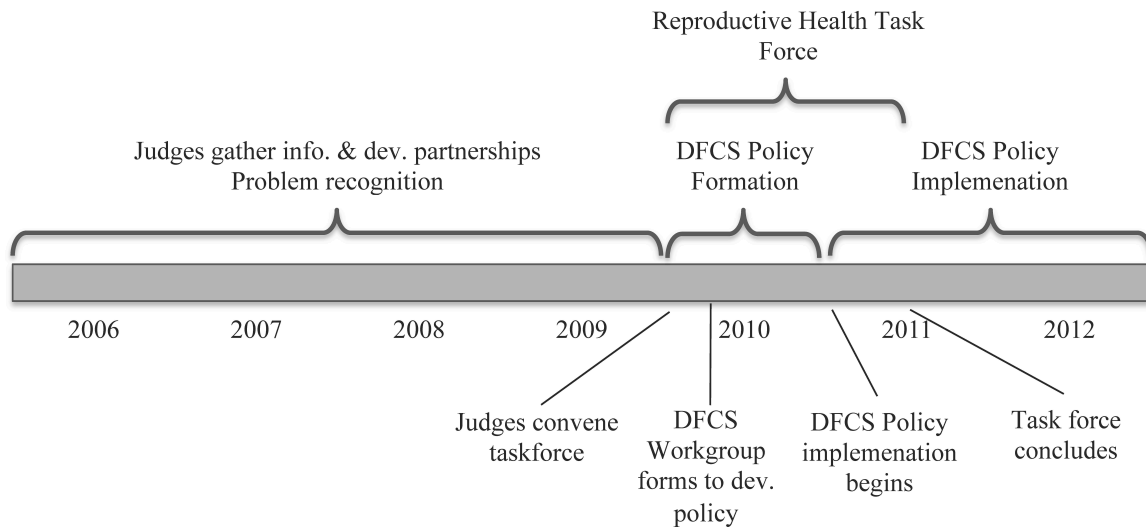 Reproductive Health Task
Force
Judges gather info. & dev. partnerships
Problem recognition
DFCS Policy
Formation
DFCS Policy
Implemenation
2006
2007
2008
2009
2010
2011
2012
Judges convene
taskforce
DFCS
Workgroup
forms to dev.
policy
DFCS Policy
implemenation
begins
Task force
concludes